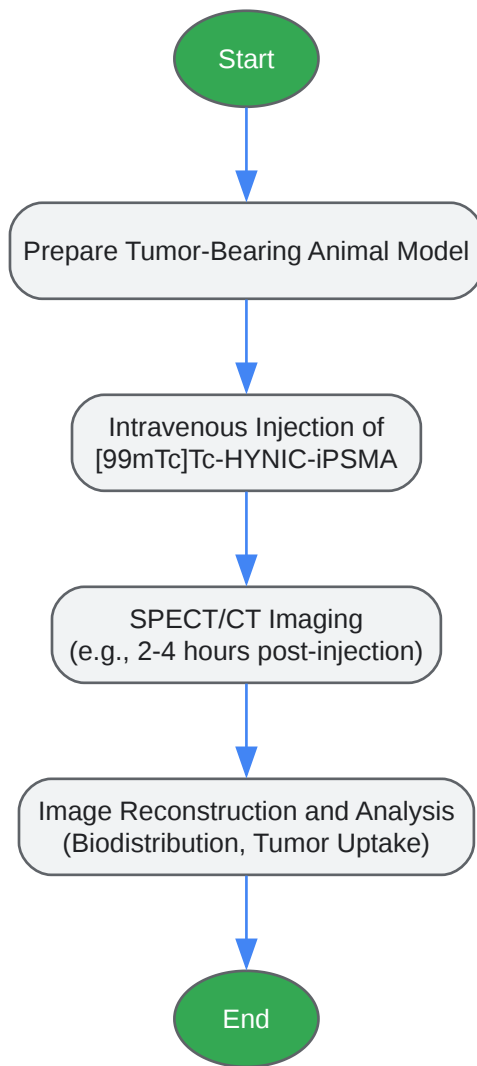 Start
Prepare Tumor-Bearing Animal Model
Intravenous Injection of
[99mTc]Tc-HYNIC-iPSMA
SPECT/CT Imaging
(e.g., 2-4 hours post-injection)
Image Reconstruction and Analysis
(Biodistribution, Tumor Uptake)
End